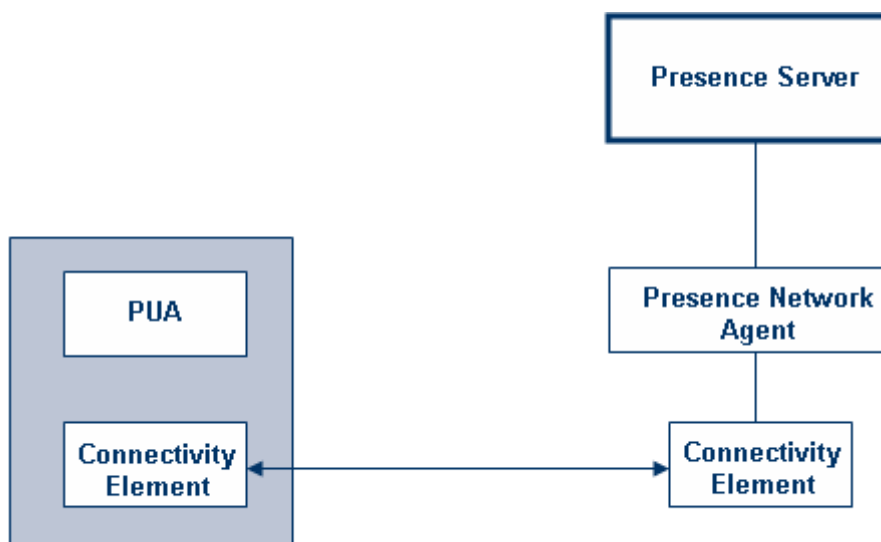 Presence Server
PUA
Presence Network
Agent
Connectivity
Element
Connectivity
Element